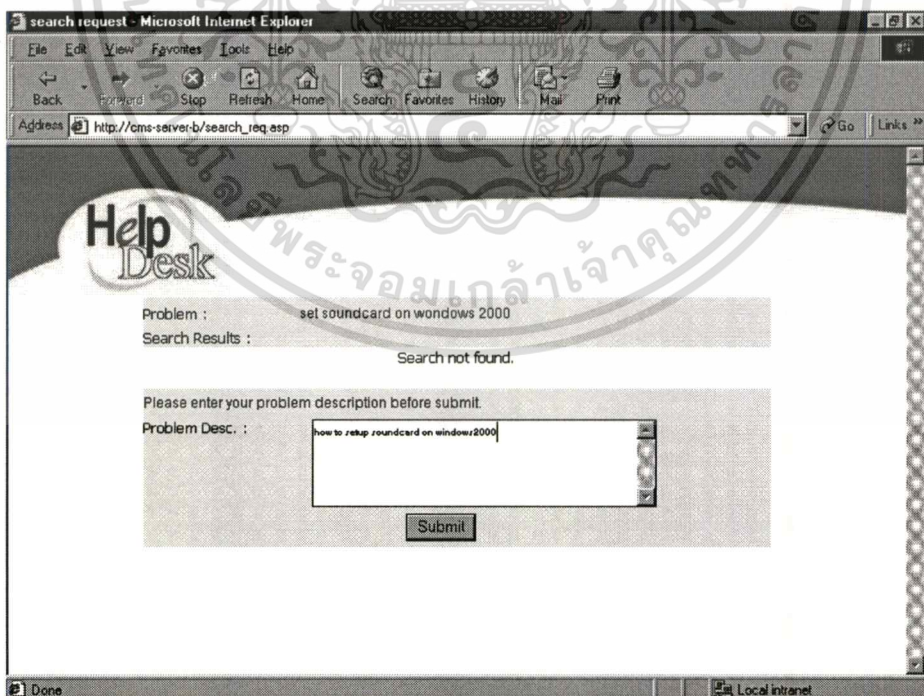 search request - Microsoft Internet Explorer
File Edit View Favorites Tools Help
Back Forward Stop Refresh Home Search Favorites History Mail Print
Address http://cms-server-b/search_req.asp Go Links »
Help
Desk
พระจอมเกล้าเจ้าคุณทหาร
Problem : set soundcard on wondows 2000
Search Results :
Search not found.
Please enter your problem description before submit.
Problem Desc. : how to setup soundcard on windows2000
Submit
Done Local intranet